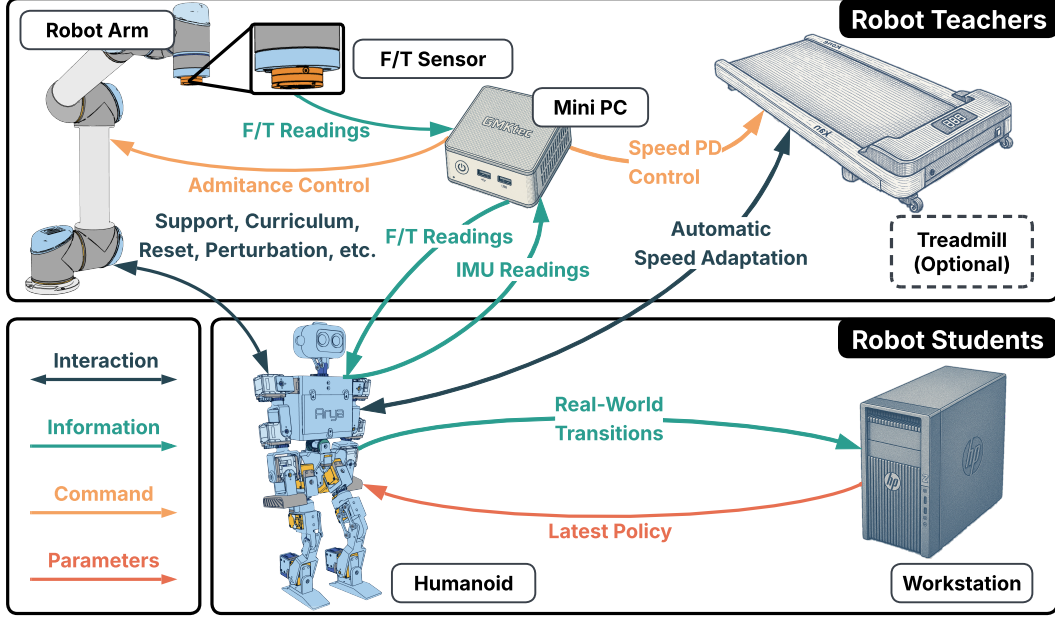 Robot Arm
F/T Sensor
Robot Teachers
Mini PC
GMKtec
F/T Readings
Admitance Control
Speed PD
Control
Support, Curriculum,
Reset, Perturbation, etc.
F/T Readings
IMU Readings
Automatic
Speed Adaptation
Treadmill
(Optional)
Interaction
Information
Command
Parameters
Robot Students
Arya
Real-World
Transitions
Latest Policy
hp
Humanoid
Workstation